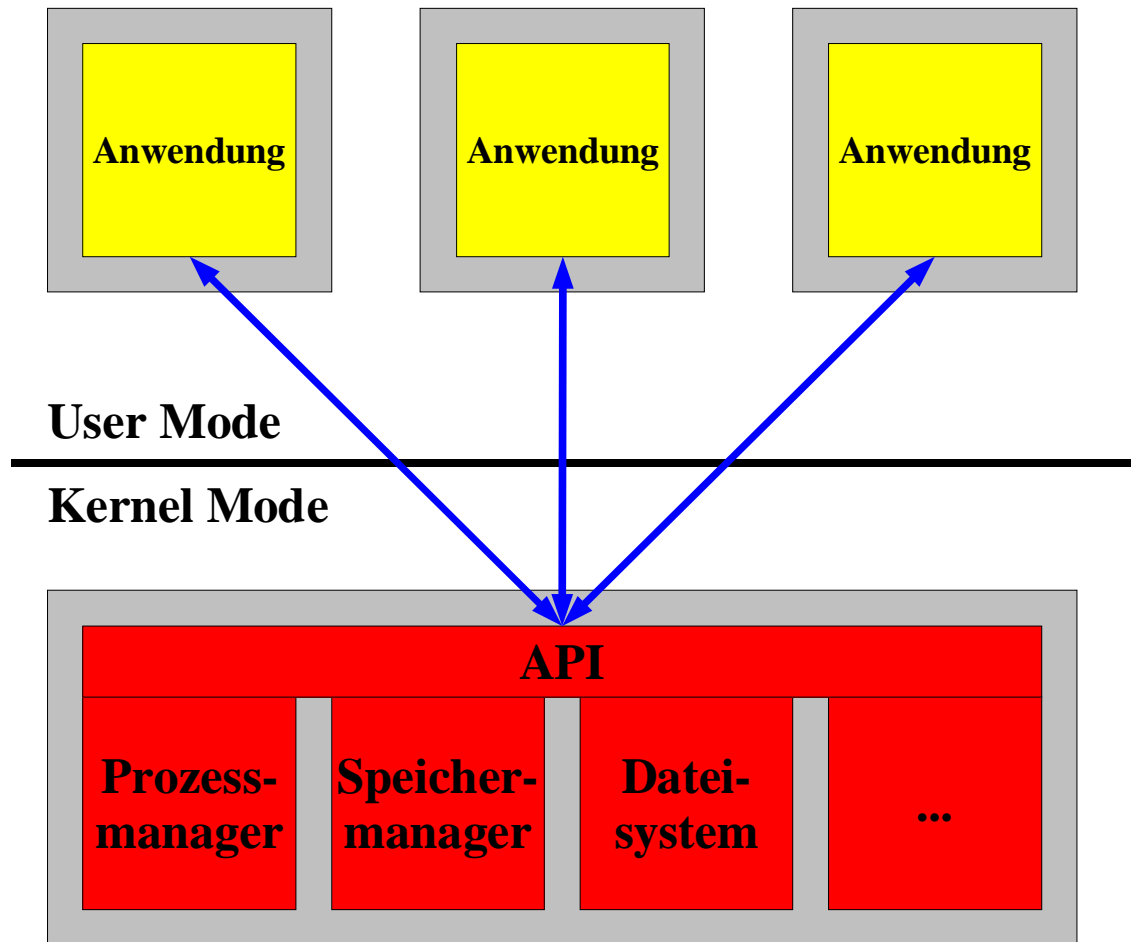 Anwendung Anwendung Anwendung
User Mode
Kernel Mode
API
Prozess-
manager
Speicher-
manager
Datei-
system
...